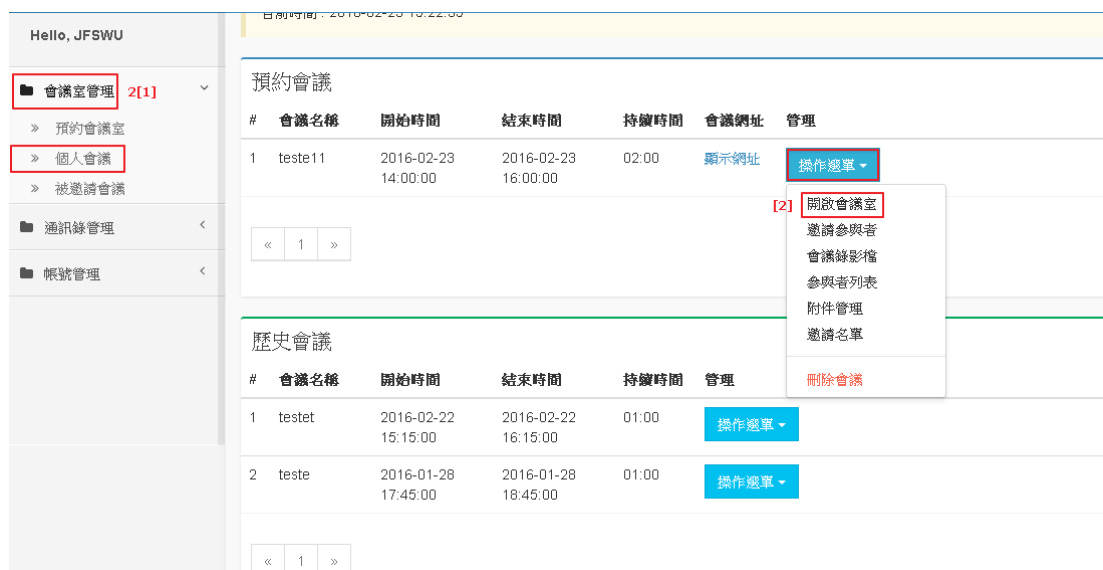 Hello, JFSWU
會議室管理 2[1]
» 預約會議室
» 個人會議
» 被邀請會議
通訊錄管理
帳號管理
目前時間 : 2016-02-23 15:22:
預約會議
# 會議名稱 開始時間 結束時間 持續時間 會議網址 管理
1 teste11 2016-02-23 2016-02-23 02:00 顯示網址 操作選單
14:00:00 16:00:00
[2] 開啟會議室
邀請參與者
會議錄影檔
參與者列表
附件管理
邀請名單
刪除會議
« 1 »
歷史會議
# 會議名稱 開始時間 結束時間 持續時間 管理
1 testet 2016-02-22 2016-02-22 01:00 操作選單
15:15:00 16:15:00
2 teste 2016-01-28 2016-01-28 01:00 操作選單
17:45:00 18:45:00
« 1 »